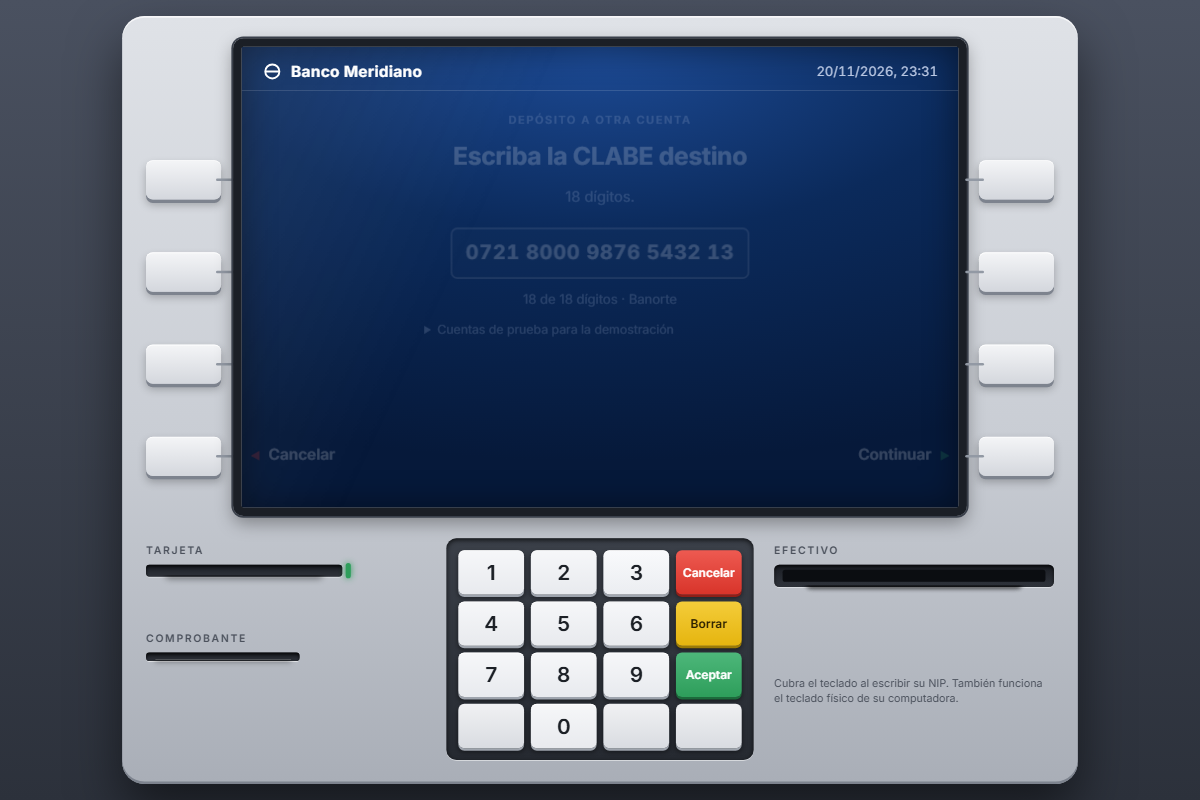 Banco Meridiano
20/11/2026, 23:31
DEPÓSITO A OTRA CUENTA
Escriba la CLABE destino
18 dígitos.
0721 8000 9876 5432 13
18 de 18 dígitos · Banorte
▶ Cuentas de prueba para la demostración
◀ Cancelar
Continuar ▶
TARJETA
COMPROBANTE
1 2 3 Cancelar
4 5 6 Borrar
7 8 9 Aceptar
0
EFECTIVO
Cubra el teclado al escribir su NIP. También funciona
el teclado físico de su computadora.